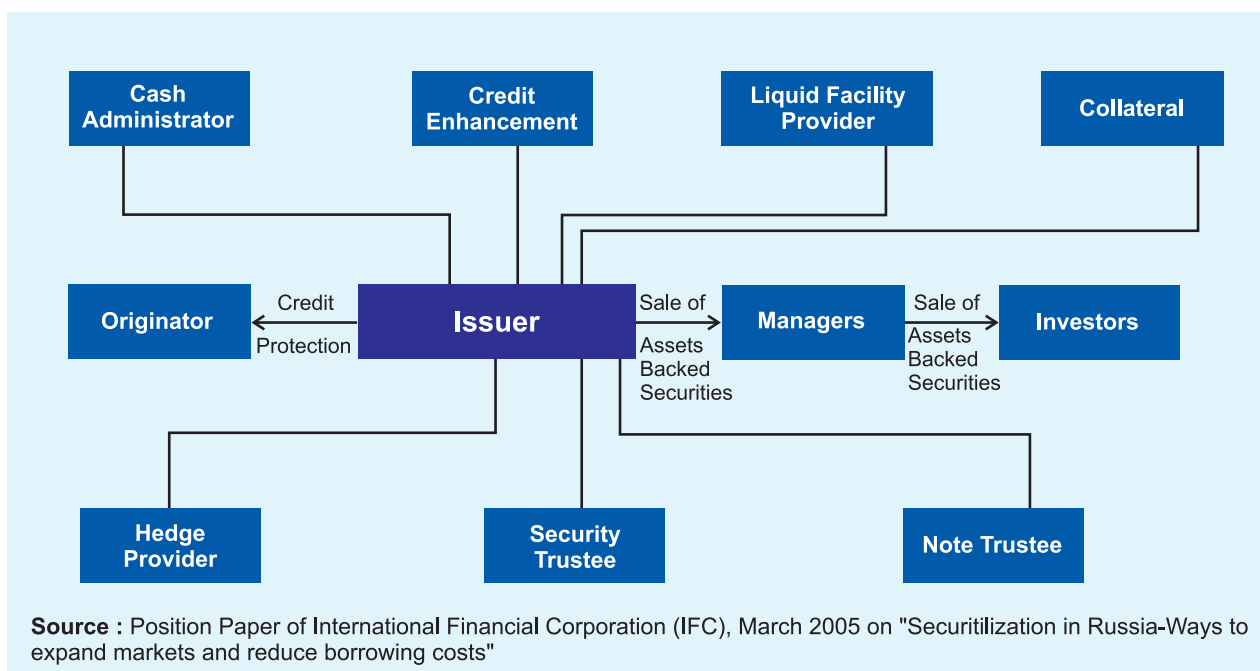 Cash
Administrator
Credit
Enhancement
Liquid Facility
Provider
Collateral
Originator
Credit
Protection
Issuer
Sale of
Assets
Backed
Securities
Managers
Sale of
Assets
Backed
Securities
Investors
Hedge
Provider
Security
Trustee
Note Trustee
Source : Position Paper of International Financial Corporation (IFC), March 2005 on "Securitilization in Russia-Ways to
expand markets and reduce borrowing costs"